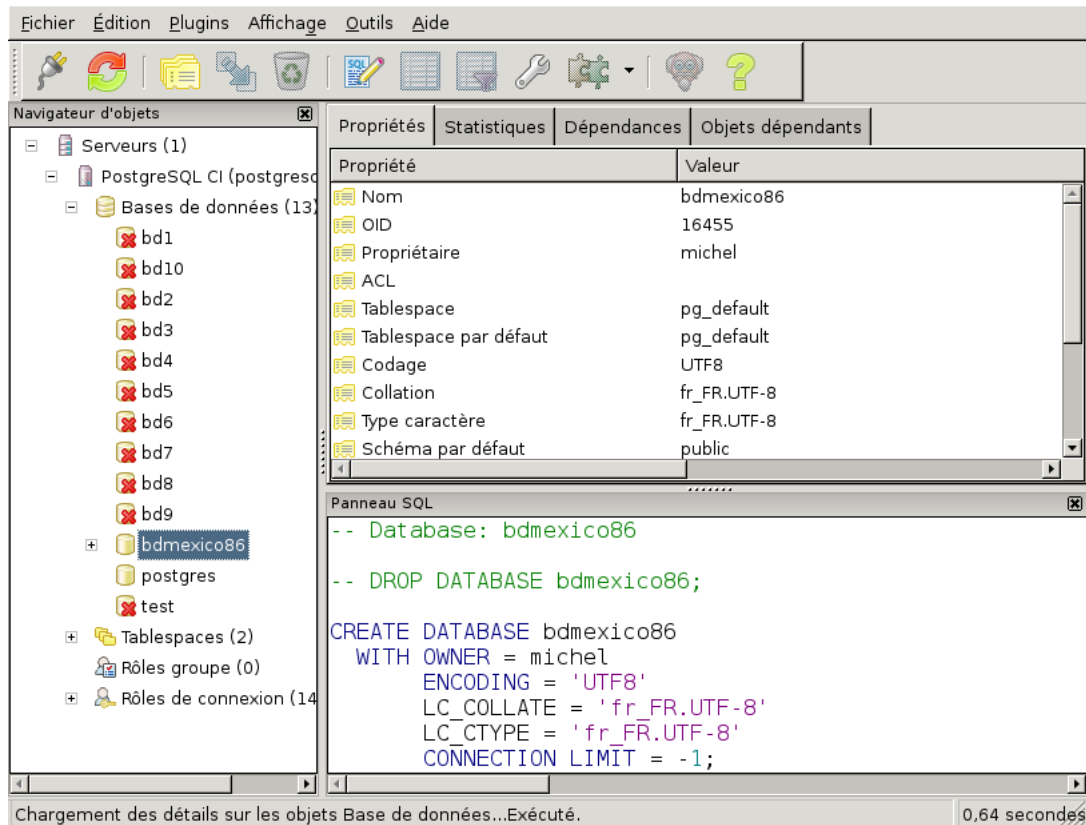 Fichier Édition Plugins Affichage Outils Aide
SQL
Navigateur d'objets
Serveurs (1)
PostgreSQL CI (postgresq
Bases de données (13)
bd1
bd10
bd2
bd3
bd4
bd5
bd6
bd7
bd8
bd9
bdmexico86
postgres
test
Tablespaces (2)
Rôles groupe (0)
Rôles de connexion (14
Propriétés Statistiques Dépendances Objets dépendants
Propriété Valeur
Nom bdmexico86
OID 16455
Propriétaire michel
ACL
Tablespace pg_default
Tablespace par défaut pg_default
Codage UTF8
Collation fr_FR.UTF-8
Type caractère fr_FR.UTF-8
Schéma par défaut public
Panneau SQL
-- Database: bdmexico86
-- DROP DATABASE bdmexico86;
CREATE DATABASE bdmexico86
WITH OWNER = michel
ENCODING = 'UTF8'
LC_COLLATE = 'fr_FR.UTF-8'
LC_CTYPE = 'fr_FR.UTF-8'
CONNECTION LIMIT = -1;
Chargement des détails sur les objets Base de données...Exécuté. 0,64 secondes